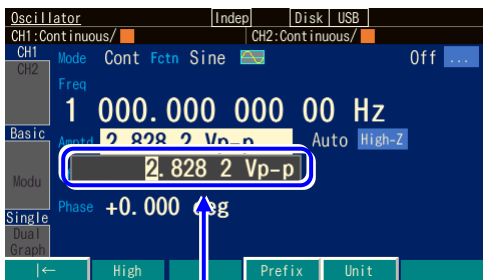 Oscillator Indep Disk USB
CH1:Continuous/ CH2:Continuous/
CH1 Mode Cont Fctn Sine Off ...
CH2
Freq
1 000.000 000 00 Hz
Basic Amptd 2.828 2 Vp-p Auto High-Z
2.828 2 Vp-p
Modu
Phase +0.000 deg
Single
Dual
Graph
|← High Prefix Unit